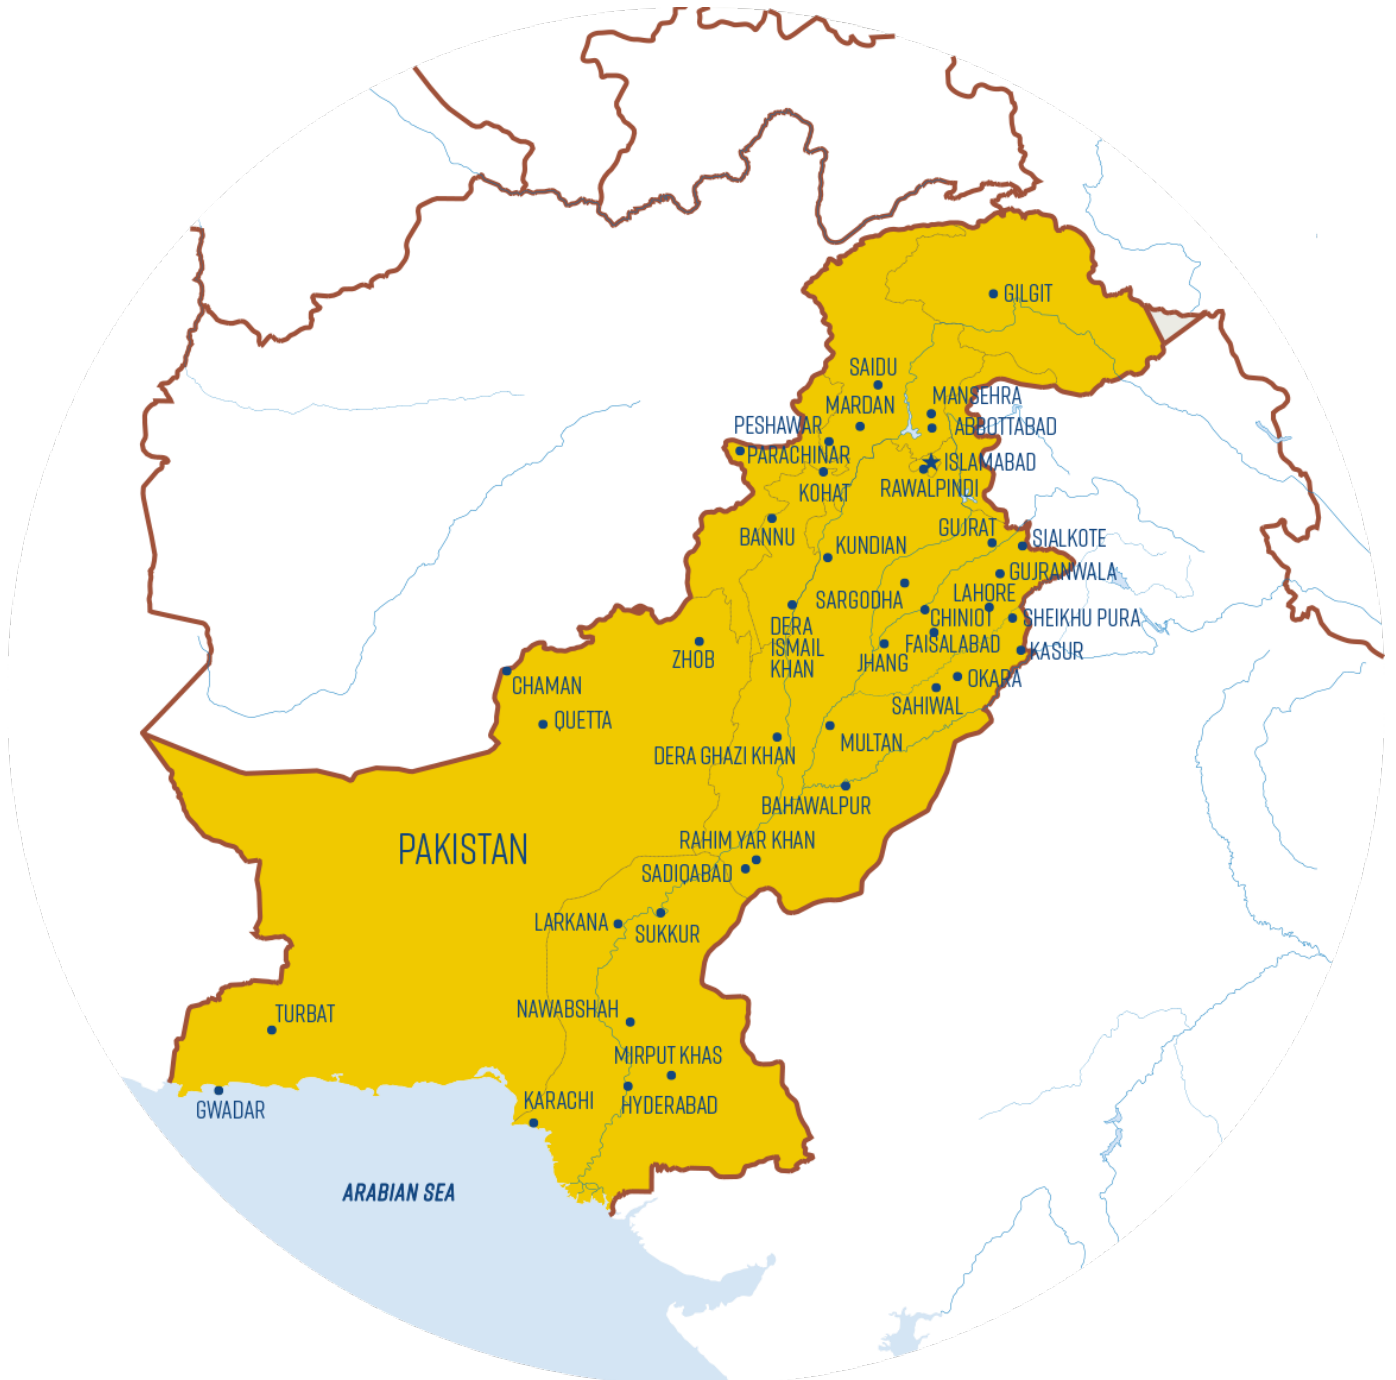 GILGIT
SAIDU
MANSEHRA
MARDAN
PESHAWAR
ABBOTTABAD
PARACHINAR
ISLAMABAD
KOHAT
RAWALPINDI
GUJRAT
BANNU
SIALKOTE
KUNDIAN
GUJRANWALA
SARGODHA
LAHORE
CHINIOT
SHEIKHU PURA
DERA
ISMAIL
KHAN
FAISALABAD
KASUR
ZHOB
JHANG
OKARA
CHAMAN
SAHIWAL
QUETTA
MULTAN
DERA GHAZI KHAN
BAHAWALPUR
RAHIM YAR KHAN
PAKISTAN
SADIQABAD
LARKANA
SUKKUR
NAWABSHAH
TURBAT
MIRPUT KHAS
KARACHI
HYDERABAD
GWADAR
ARABIAN SEA